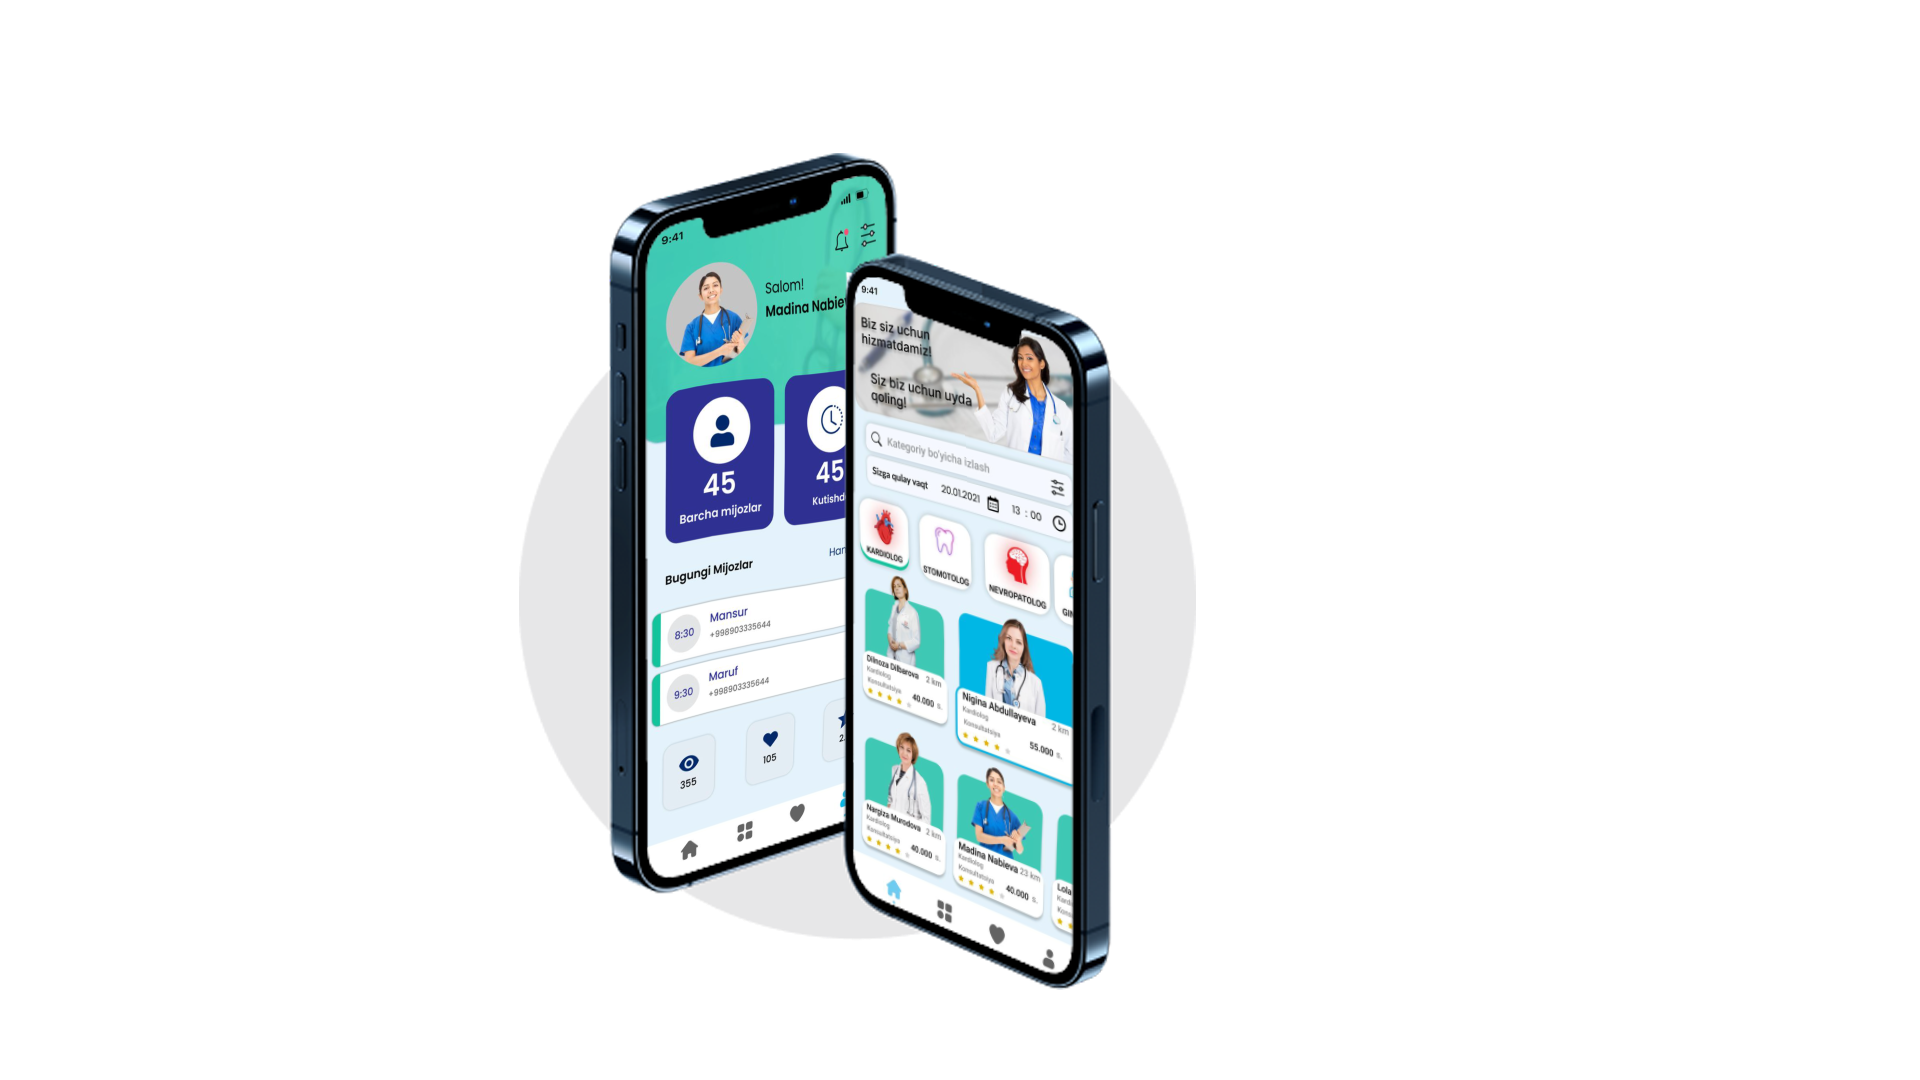 9:41
Salom!
Madina Nabie
45
Barcha mijozlar
45
Kutishd
Bugungi Mijozlar
Har
8:30
Mansur
+998903335644
9:30
Maruf
+998903335644
355
105
2.
9:41
Biz siz uchun
hizmatdamiz!
Siz biz uchun uyda
qoling!
Kategoriy bo'yicha izlash
Sizga qulay vaqt 20.01.2021 13 : 00
KARDIOLOG
STOMOTOLOG
NEVROPATOLOG
GIN
Dilnoza Dilbarova 2 km
Kardiolog
Konsultatsiya
40.000 s.
Nigina Abdullayeva
Kardiolog 2 km
Konsultatsiya
55.000 s.
Nargiza Murodova 2 km
Kardiolog
Konsultatsiya
40.000 s.
Madina Nabieva 23 km
Kardiolog
Konsultatsiya
40.000 s.
Lola
Kardi
Kons